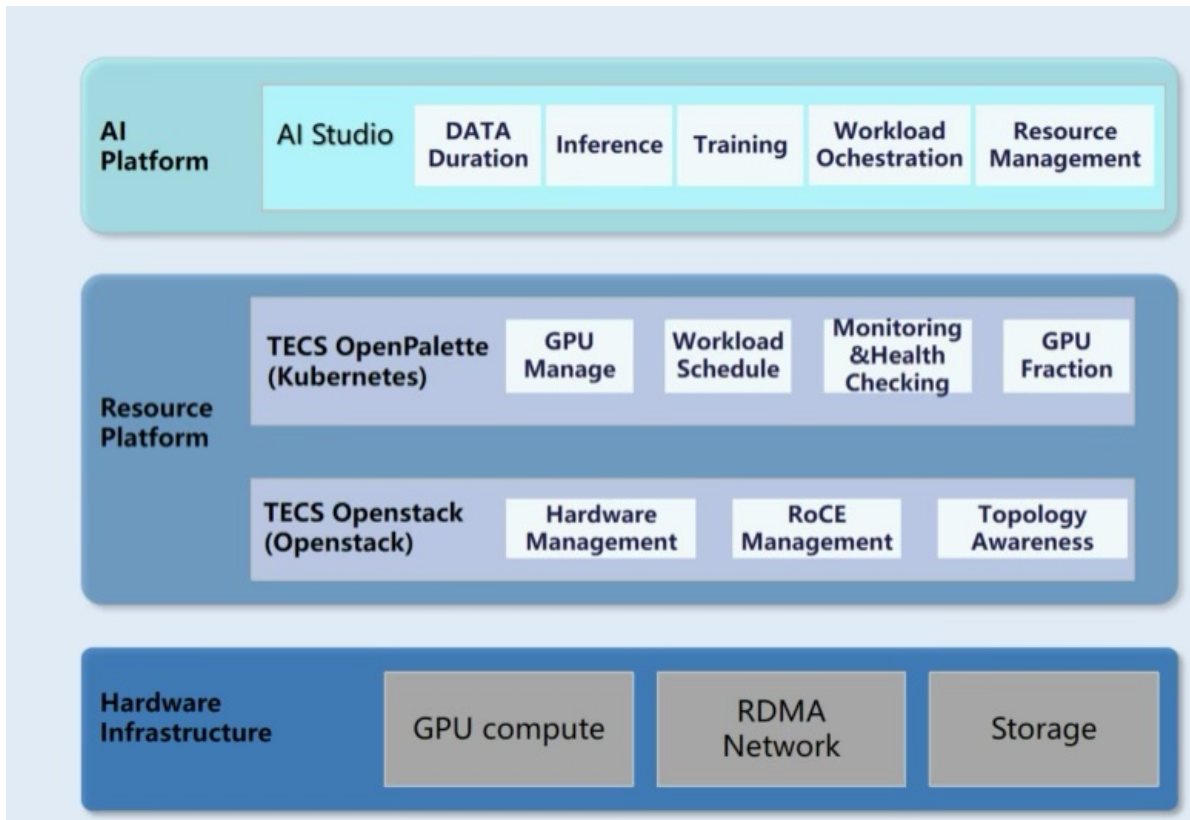 AI
Platform
AI Studio
DATA
Duration
Inference
Training
Workload
Ochestration
Resource
Management
Resource
Platform
TECS OpenPalette
(Kubernetes)
GPU
Manage
Workload
Schedule
Monitoring
&Health
Checking
GPU
Fraction
TECS Openstack
(Openstack)
Hardware
Management
RoCE
Management
Topology
Awareness
Hardware
Infrastructure
GPU compute
RDMA
Network
Storage